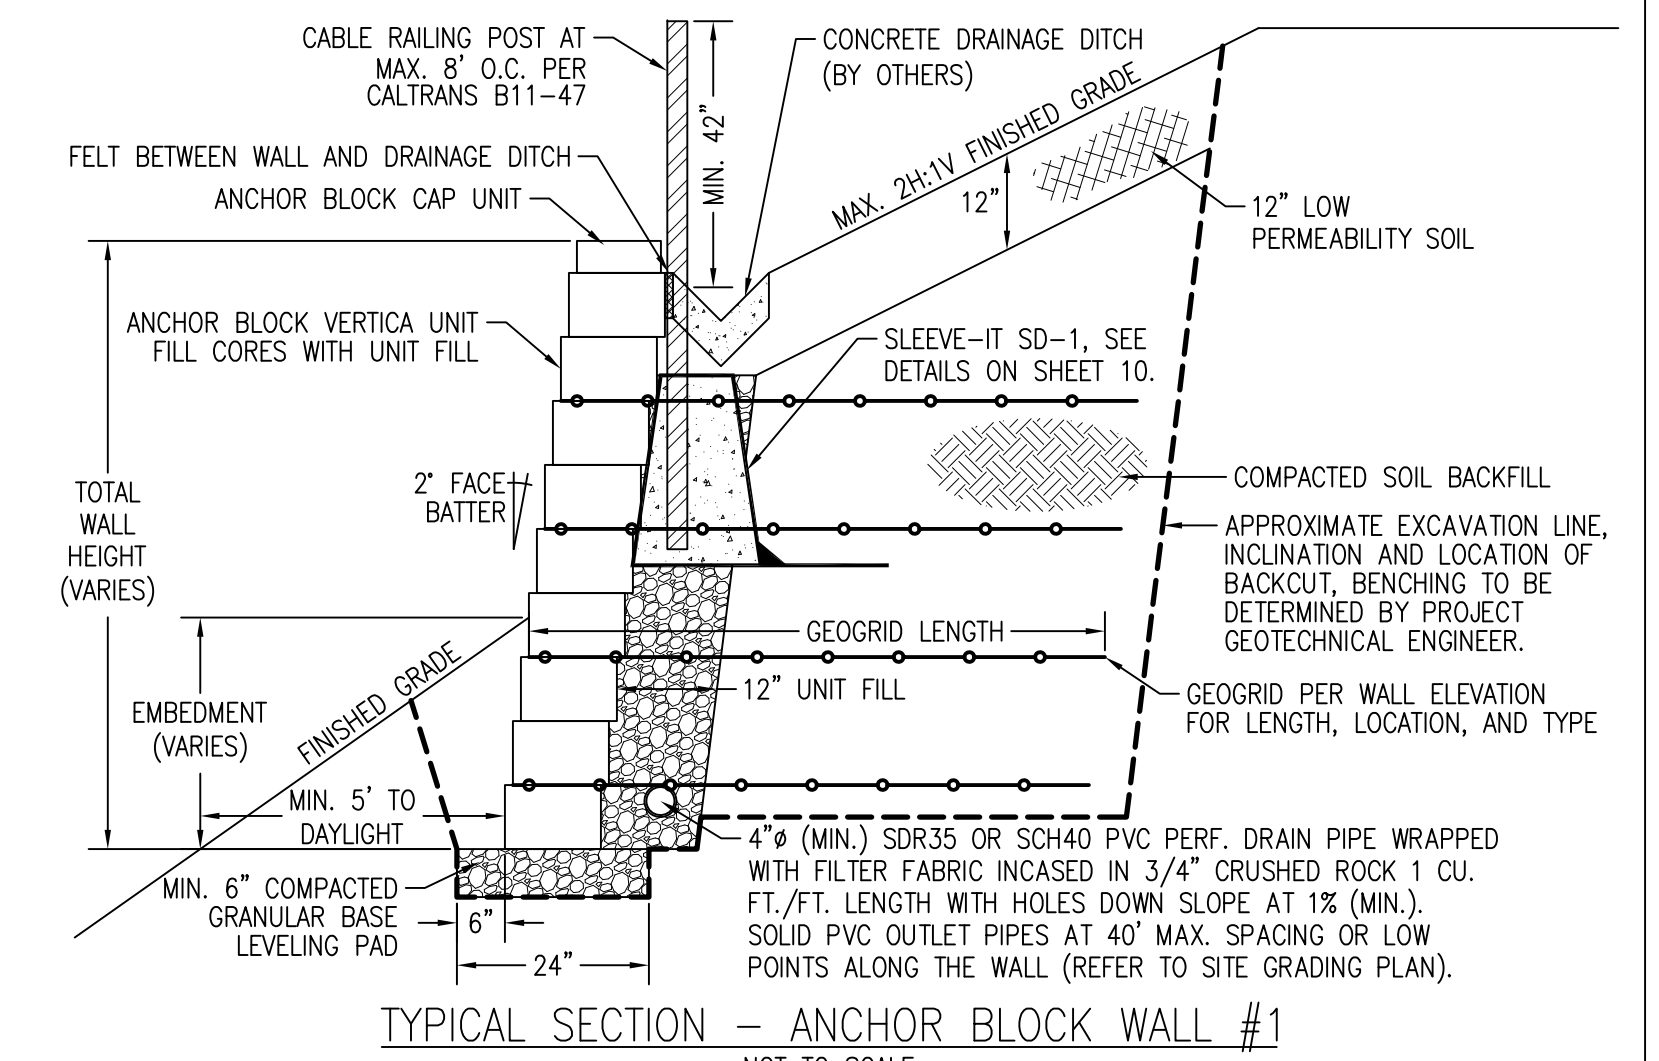 CABLE RAILING POST AT
MAX. 8' O.C. PER
CALTRANS B11-47
CONCRETE DRAINAGE DITCH
(BY OTHERS)
MIN. 42"
FELT BETWEEN WALL AND DRAINAGE DITCH
ANCHOR BLOCK CAP UNIT
MAX. 2H:1V FINISHED GRADE
12"
12" LOW
PERMEABILITY SOIL
ANCHOR BLOCK VERTICA UNIT
FILL CORES WITH UNIT FILL
SLEEVE-IT SD-1, SEE
DETAILS ON SHEET 10.
2° FACE
BATTER
COMPACTED SOIL BACKFILL
TOTAL
WALL
HEIGHT
(VARIES)
APPROXIMATE EXCAVATION LINE,
INCLINATION AND LOCATION OF
BACKCUT, BENCHING TO BE
DETERMINED BY PROJECT
GEOTECHNICAL ENGINEER.
GEOGRID LENGTH
FINISHED GRADE
12" UNIT FILL
GEOGRID PER WALL ELEVATION
FOR LENGTH, LOCATION, AND TYPE
EMBEDMENT
(VARIES)
MIN. 5' TO
DAYLIGHT
4"ø (MIN.) SDR35 OR SCH40 PVC PERF. DRAIN PIPE WRAPPED
WITH FILTER FABRIC INCASED IN 3/4" CRUSHED ROCK 1 CU.
FT./FT. LENGTH WITH HOLES DOWN SLOPE AT 1% (MIN.).
SOLID PVC OUTLET PIPES AT 40' MAX. SPACING OR LOW
POINTS ALONG THE WALL (REFER TO SITE GRADING PLAN).
MIN. 6" COMPACTED
GRANULAR BASE
LEVELING PAD
6"
24"
TYPICAL SECTION - ANCHOR BLOCK WALL #1
NOT TO SCALE